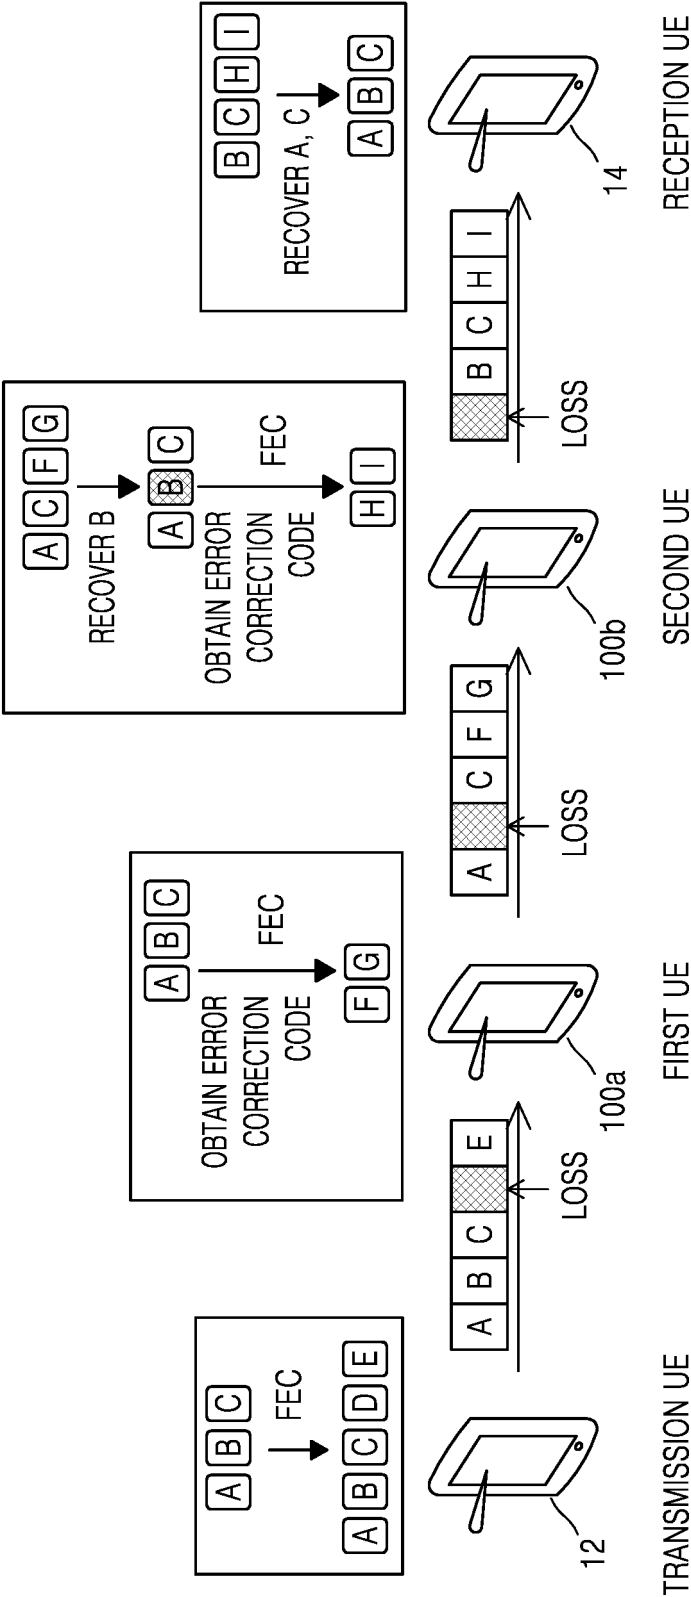 A B C
FEC
A B C D E
A B C
OBTAIN ERROR
CORRECTION
CODE
FEC
F G
A C F G
RECOVER B
A B C
OBTAIN ERROR
CORRECTION
CODE
FEC
H I
B C H I
RECOVER A, C
A B C
A B C E
LOSS
A C F G
LOSS
B C H I
LOSS
12
100a
100b
14
TRANSMISSION UE
FIRST UE
SECOND UE
RECEPTION UE